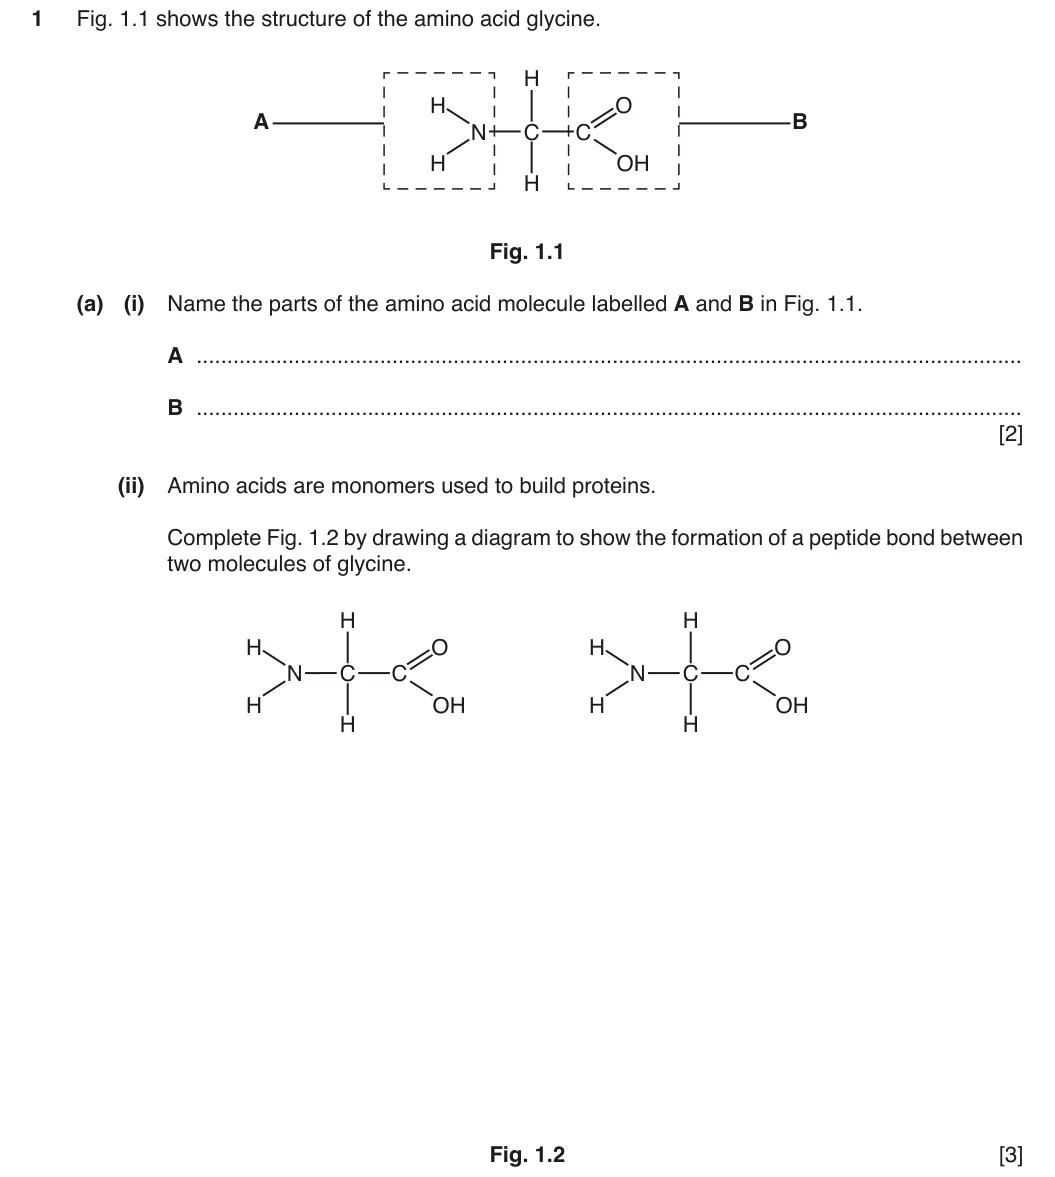 1 Fig. 1.1 shows the structure of the amino acid glycine.
H
H O
A N C C B
H OH
H
Fig. 1.1
(a) (i) Name the parts of the amino acid molecule labelled A and B in Fig. 1.1.
A ........................................................................................................................................
B ........................................................................................................................................
[2]
(ii) Amino acids are monomers used to build proteins.
Complete Fig. 1.2 by drawing a diagram to show the formation of a peptide bond between
two molecules of glycine.
H H
H O H O
N C C N C C
H OH H OH
H H
Fig. 1.2 [3]